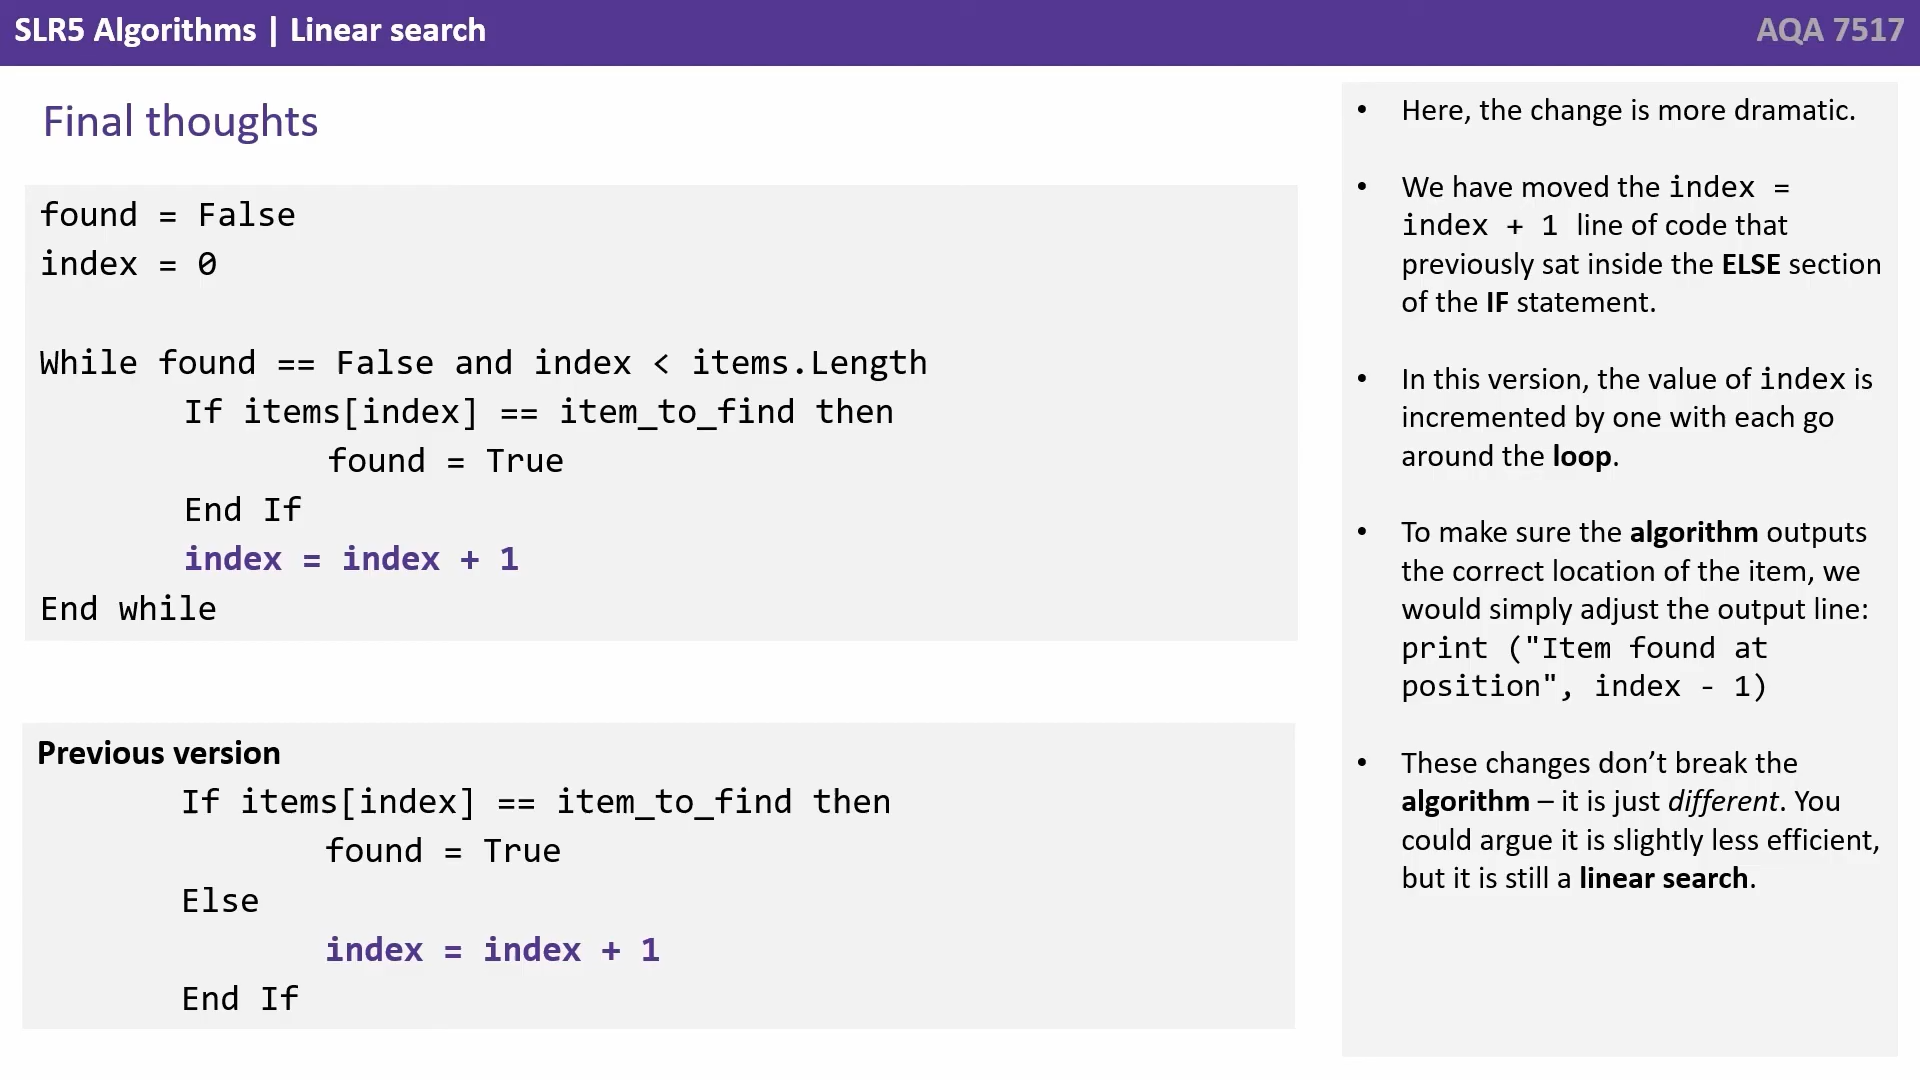 SLR5 Algorithms | Linear search
AQA 7517
Final thoughts
found = False
index = 0
While found == False and index < items.Length
If items[index] == item_to_find then
found = True
End If
index = index + 1
End while
Previous version
If items[index] == item_to_find then
found = True
Else
index = index + 1
End If
• Here, the change is more dramatic.
• We have moved the index =
index + 1 line of code that
previously sat inside the ELSE section
of the IF statement.
• In this version, the value of index is
incremented by one with each go
around the loop.
• To make sure the algorithm outputs
the correct location of the item, we
would simply adjust the output line:
print ("Item found at
position", index - 1)
• These changes don’t break the
algorithm – it is just different. You
could argue it is slightly less efficient,
but it is still a linear search.